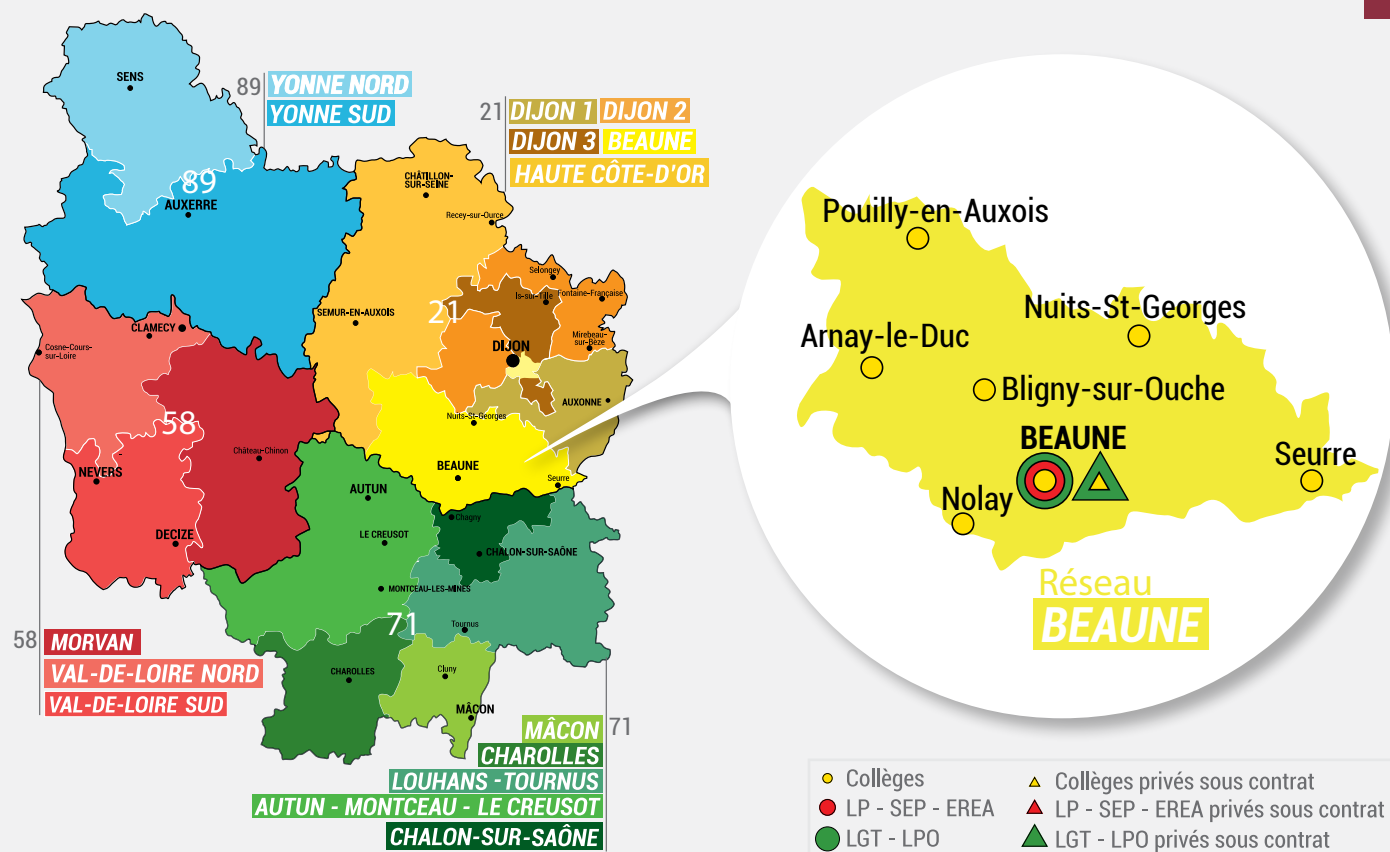 SENS
89
YONNE NORD
YONNE SUD
89
AUXERRE
21
DIJON 1 DIJON 2
DIJON 3 BEAUNE
HAUTE CÔTE-D'OR
CHÂTILLON-
SUR-SEINE
Recey-sur-Ource
Selongey
Is-sur-Tille
Fontaine-Française
SEMUR-EN-AUXOIS
21
Mirebeau-
sur-Bèze
DIJON
AUXONNE
CLAMECY
Cosne-Cours-
sur-Loire
58
Nuits-St-Georges
Château-Chinon
BEAUNE
Seurre
NEVERS
AUTUN
Chagny
DECIZE
LE CREUSOT
CHALON-SUR-SAÔNE
MONTCEAU-LES-MINES
71
Tournus
CHAROLLES
Cluny
MÂCON
58
MORVAN
VAL-DE-LOIRE NORD
VAL-DE-LOIRE SUD
71
MÂCON
CHAROLLES
LOUHANS - TOURNUS
AUTUN - MONTCEAU - LE CREUSOT
CHALON-SUR-SAÔNE
Pouilly-en-Auxois
Nuits-St-Georges
Arnay-le-Duc
Bligny-sur-Ouche
BEAUNE
Seurre
Nolay
Réseau
BEAUNE
Collèges
LP - SEP - EREA
LGT - LPO
Collèges privés sous contrat
LP - SEP - EREA privés sous contrat
LGT - LPO privés sous contrat